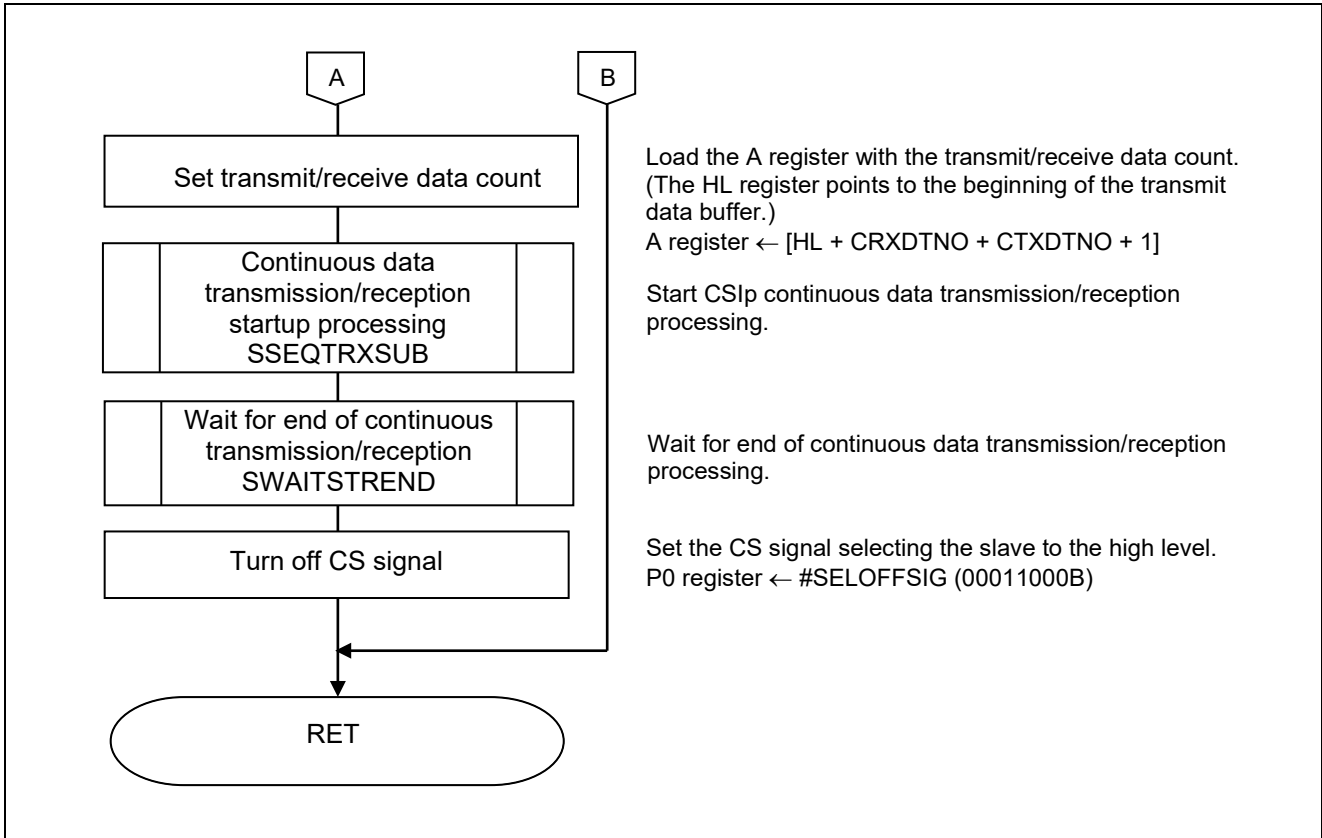 A
B
Set transmit/receive data count
Load the A register with the transmit/receive data count.
(The HL register points to the beginning of the transmit
data buffer.)
A register ← [HL + CRXDTNO + CTXDTNO + 1]
Continuous data
transmission/reception
startup processing
SSEQTRXSUB
Start CSIp continuous data transmission/reception
processing.
Wait for end of continuous
transmission/reception
SWAITSTREND
Wait for end of continuous data transmission/reception
processing.
Turn off CS signal
Set the CS signal selecting the slave to the high level.
P0 register ← #SELOFFSIG (00011000B)
RET